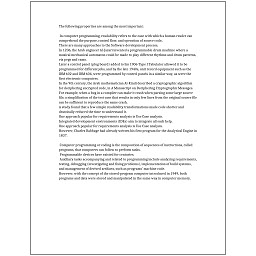 The following properties are among the most important:
An computer programming, readability refers to the ease with which a human reader can
comprehend the purpose, control flow, and operation of source code.
There are many approaches to the Software development process.
In 1206, the Arab engineer Al-Jazari invented a programmable drum machine where a
musical mechanical automaton could be made to play different rhythms and drum patterns,
via pegs and cams.
However, a control panel (plug board) added to his 1906 Type I Tabulator allowed it to be
programmed for different jobs, and by the late 1940s, unit record equipment such as the
IBM 602 and IBM 604, were programmed by control panels in a similar way, as were the
first electronic computers.
In the 9th century, the Arab mathematician Al-Kindi described a cryptographic algorithm
for deciphering encrypted code, in A Manuscript on Deciphering Cryptographic Messages.
For example, when a bug in a compiler can make it crash when parsing some large source
file, a simplification of the test case that results in only few lines from the original source file
can be sufficient to reproduce the same crash.
A study found that a few simple readability transformations made code shorter and
drastically reduced the time to understand it.
One approach popular for requirements analysis is Use Case analysis.
Integrated development environments (IDEs) aim to integrate all such help.
One approach popular for requirements analysis is Use Case analysis.
However, Charles Babbage had already written his first program for the Analytical Engine in
1837.
Computer programming or coding is the composition of sequences of instructions, called
programs, that computers can follow to perform tasks.
Programmable devices have existed for centuries.
Auxiliary tasks accompanying and related to programming include analyzing requirements,
testing, debugging (investigating and fixing problems), implementation of build systems,
and management of derived artifacts, such as programs' machine code.
However, with the concept of the stored-program computer introduced in 1949, both
programs and data were stored and manipulated in the same way in computer memory.